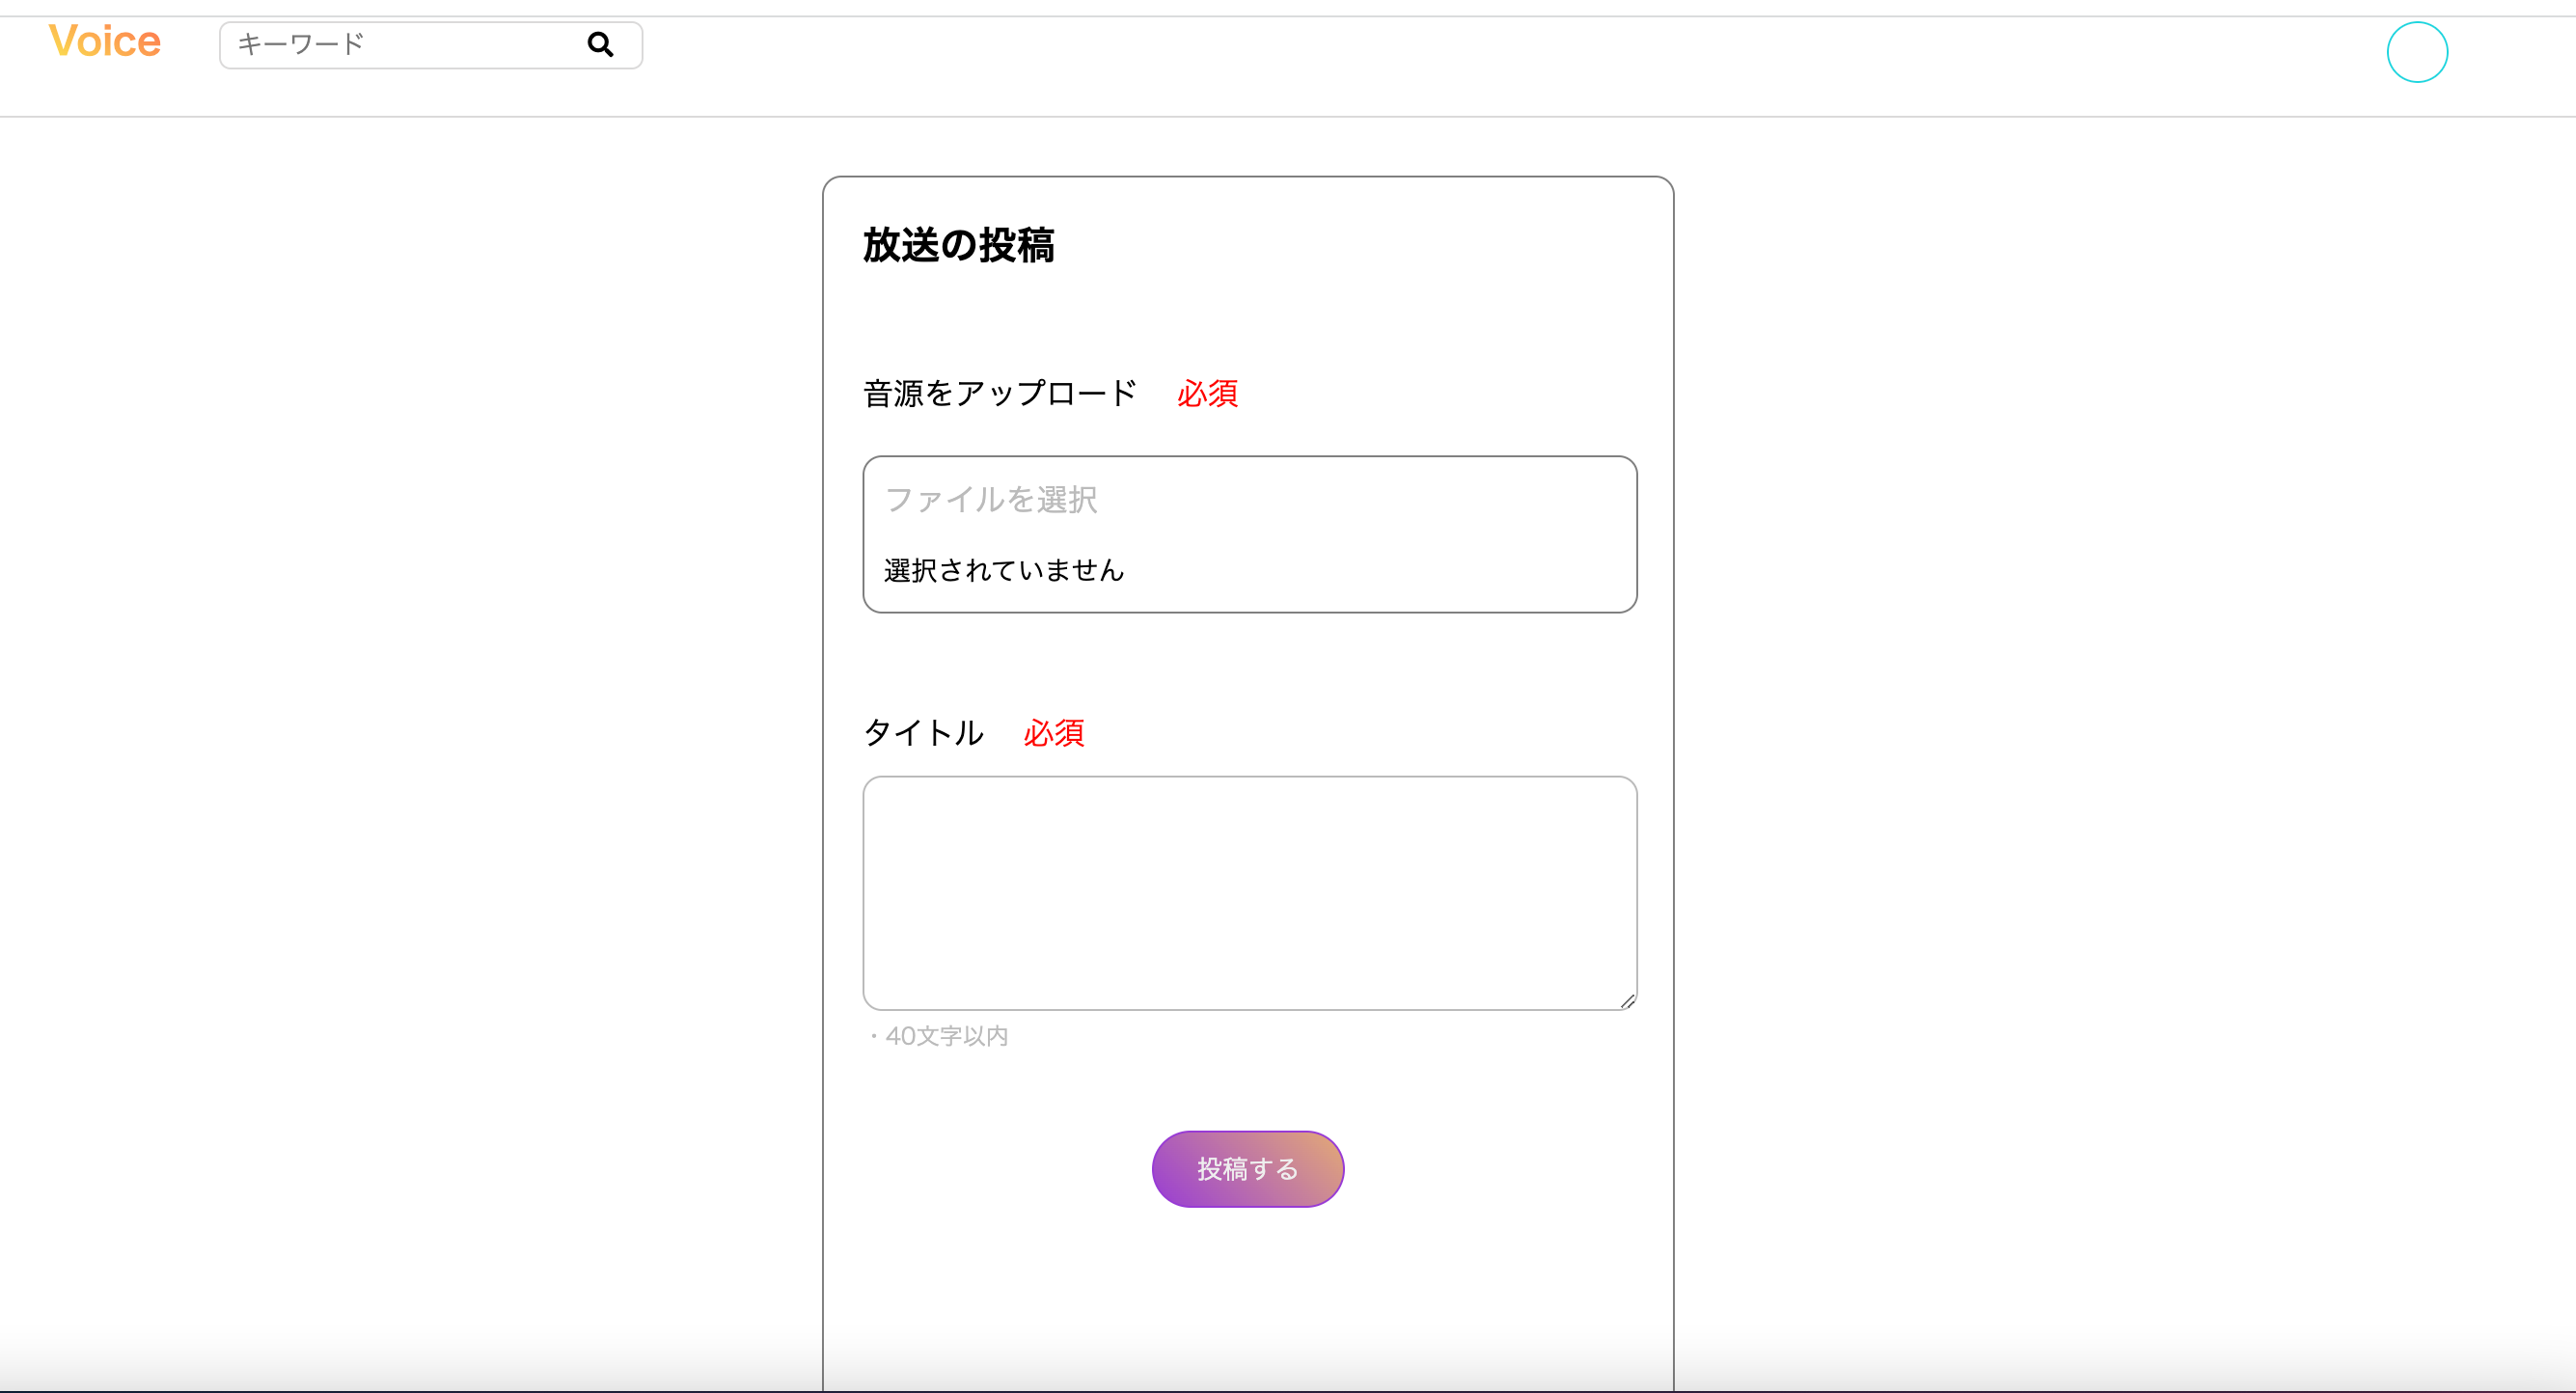 Voice
キーワード
放送の投稿
音源をアップロード 必須
ファイルを選択
選択されていません
タイトル 必須
・40文字以内
投稿する